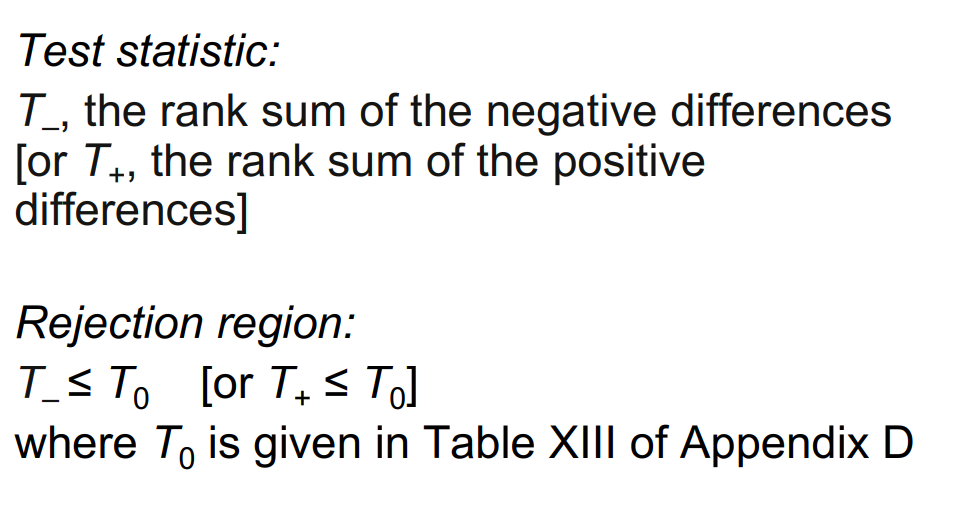 Test statistic:
T₋, the rank sum of the negative differences
[or T₊, the rank sum of the positive
differences]
Rejection region:
T₋ ≤ T₀ [or T₊ ≤ T₀]
where T₀ is given in Table XIII of Appendix D